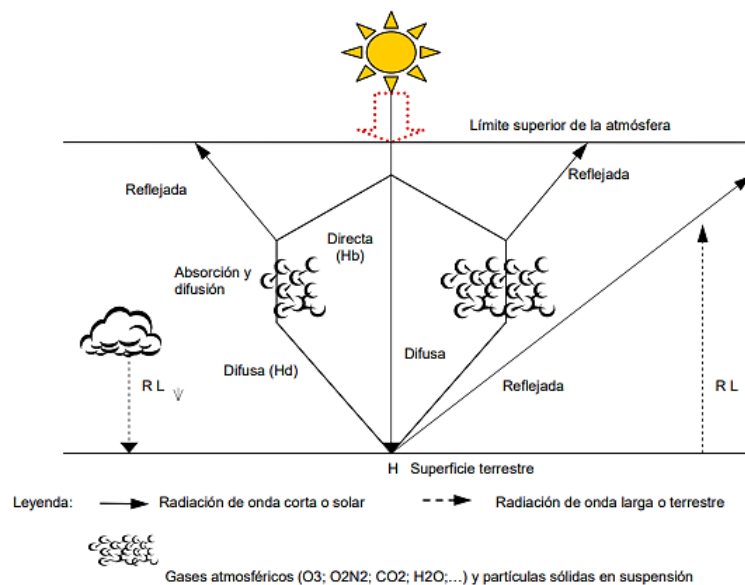 Límite superior de la atmósfera
Reflejada
Reflejada
Directa
(Hb)
Absorción y
difusión
Difusa (Hd)
Difusa
Reflejada
R L
R L
H Superficie terrestre
Leyenda:
Radiación de onda corta o solar
Radiación de onda larga o terrestre
Gases atmosféricos (O3; O2N2; CO2; H2O;...) y partículas sólidas en suspensión